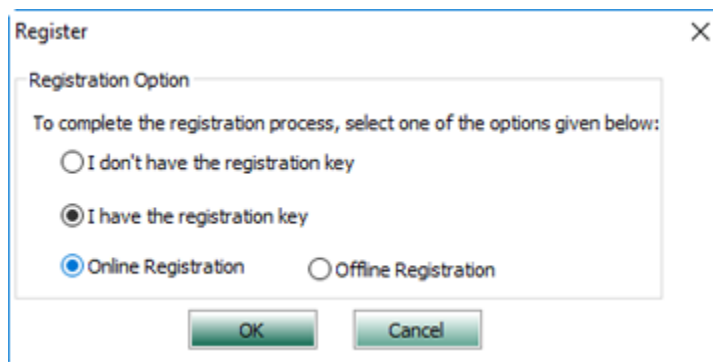 Register
Registration Option
To complete the registration process, select one of the options given below:
I don't have the registration key
I have the registration key
Online Registration Offline Registration
OK Cancel